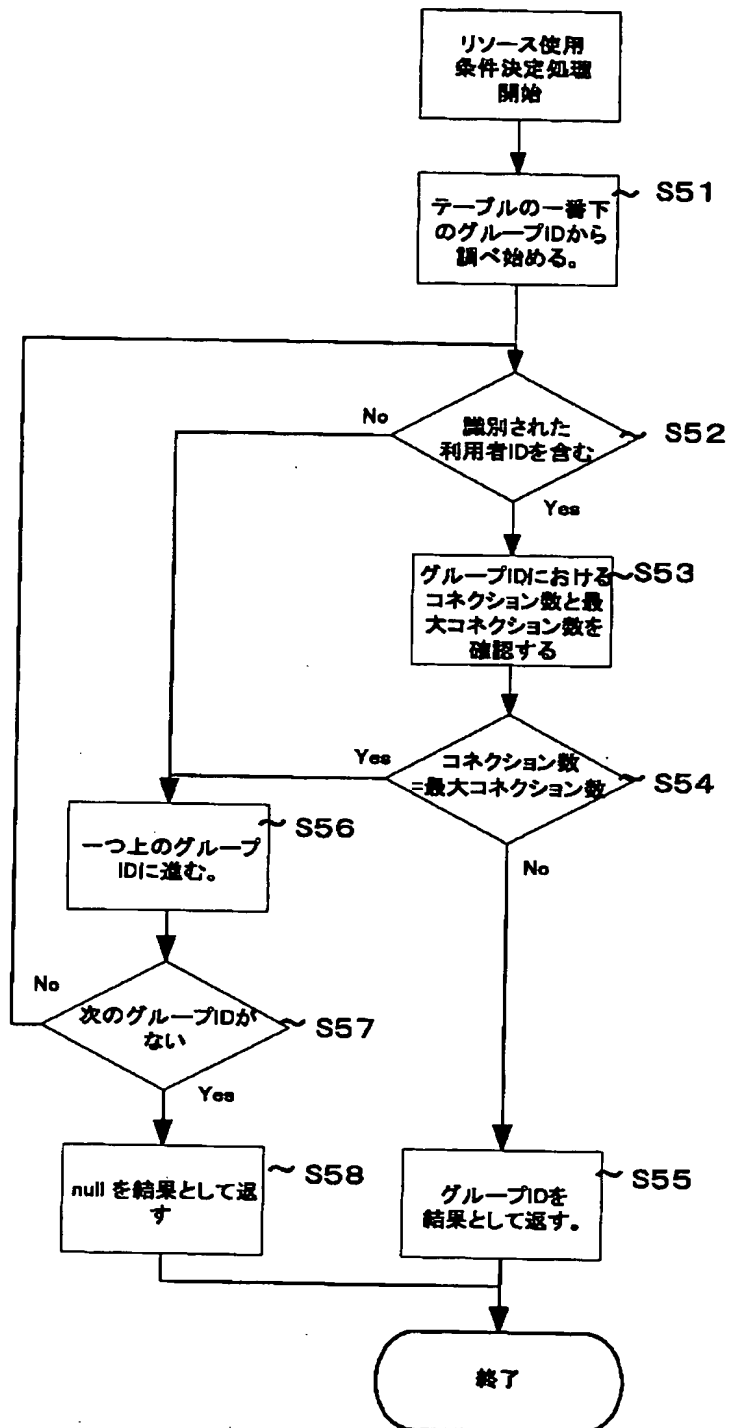 リソース使用
条件決定処理
開始
S51
テーブルの一番下
のグループIDから
調べ始める。
No
識別された
利用者IDを含む
S52
Yes
グループIDにおける
コネクション数と最
大コネクション数を
確認する
S53
Yes
コネクション数
=最大コネクション数
S54
一つ上のグループ
IDに進む。
S56
No
No
次のグループIDが
ない
S57
Yes
null を結果として返
す
S58
グループIDを
結果として返す。
S55
終了